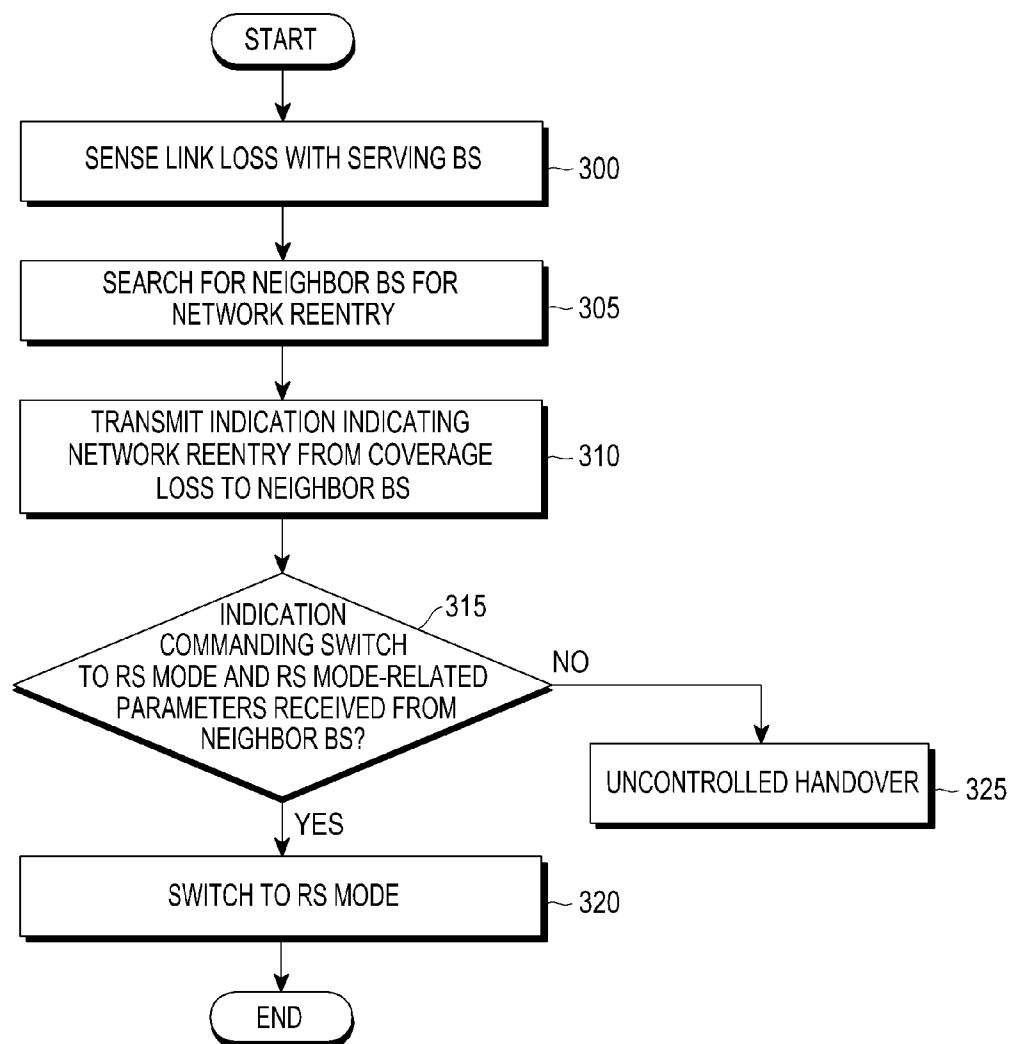 START
SENSE LINK LOSS WITH SERVING BS
300
SEARCH FOR NEIGHBOR BS FOR
NETWORK REENTRY
305
TRANSMIT INDICATION INDICATING
NETWORK REENTRY FROM COVERAGE
LOSS TO NEIGHBOR BS
310
315
INDICATION
COMMANDING SWITCH
TO RS MODE AND RS MODE-RELATED
PARAMETERS RECEIVED FROM
NEIGHBOR BS?
NO
UNCONTROLLED HANDOVER
325
YES
SWITCH TO RS MODE
320
END